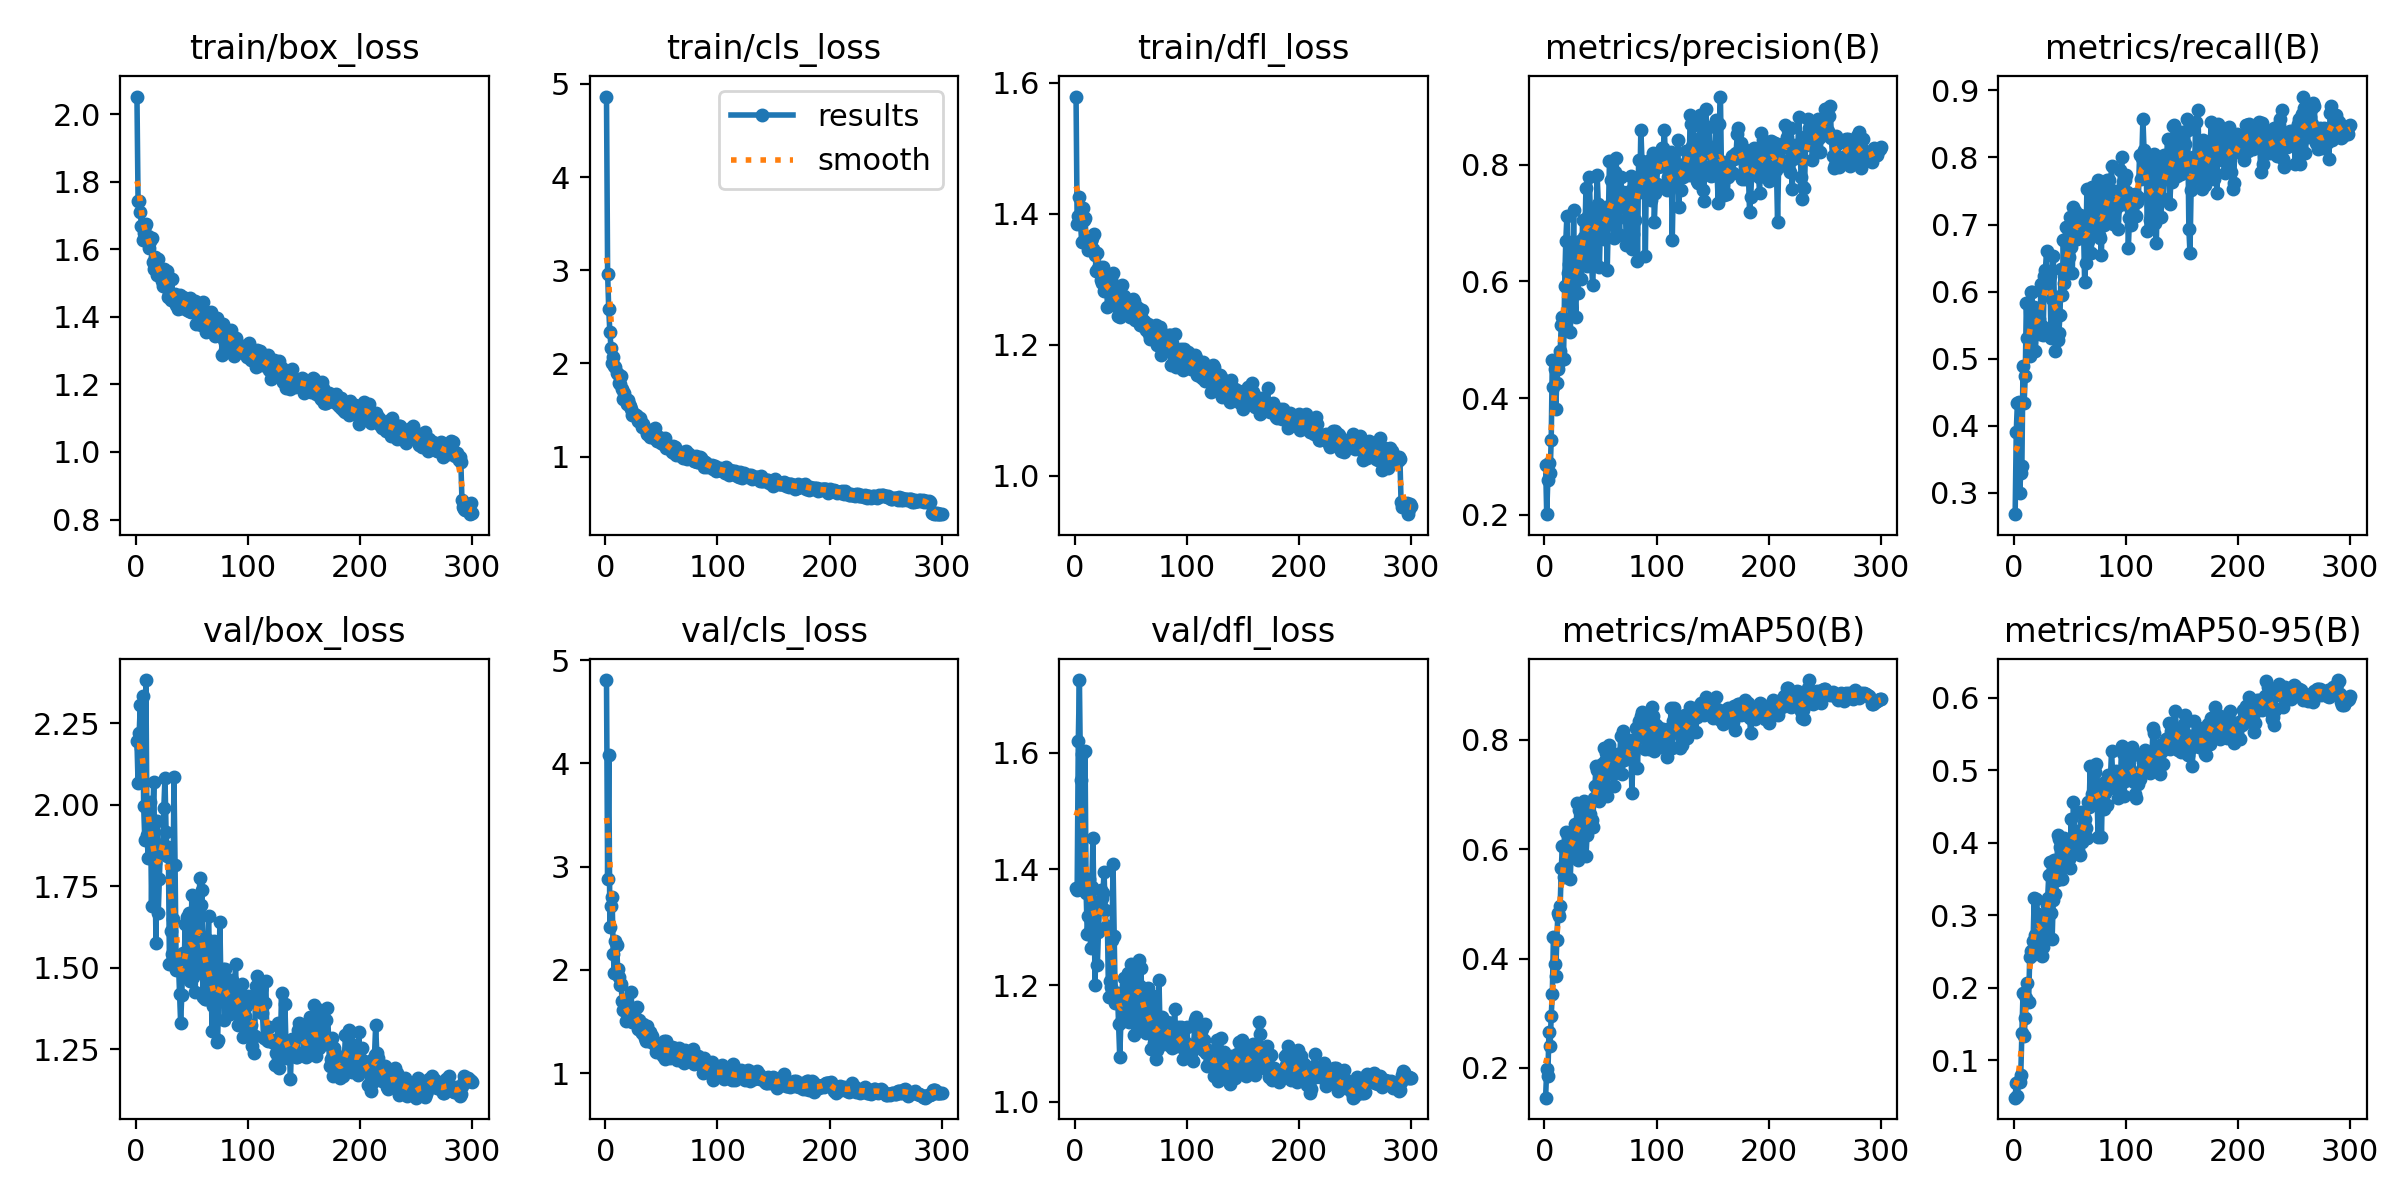 train/box_loss
2.0
1.8
1.6
1.4
1.2
1.0
0.8
0 100 200 300
train/cls_loss
results
smooth
5
4
3
2
1
0 100 200 300
train/dfl_loss
1.6
1.4
1.2
1.0
0 100 200 300
metrics/precision(B)
0.8
0.6
0.4
0.2
0 100 200 300
metrics/recall(B)
0.9
0.8
0.7
0.6
0.5
0.4
0.3
0 100 200 300
val/box_loss
2.25
2.00
1.75
1.50
1.25
0 100 200 300
val/cls_loss
5
4
3
2
1
0 100 200 300
val/dfl_loss
1.6
1.4
1.2
1.0
0 100 200 300
metrics/mAP50(B)
0.8
0.6
0.4
0.2
0 100 200 300
metrics/mAP50-95(B)
0.6
0.5
0.4
0.3
0.2
0.1
0 100 200 300